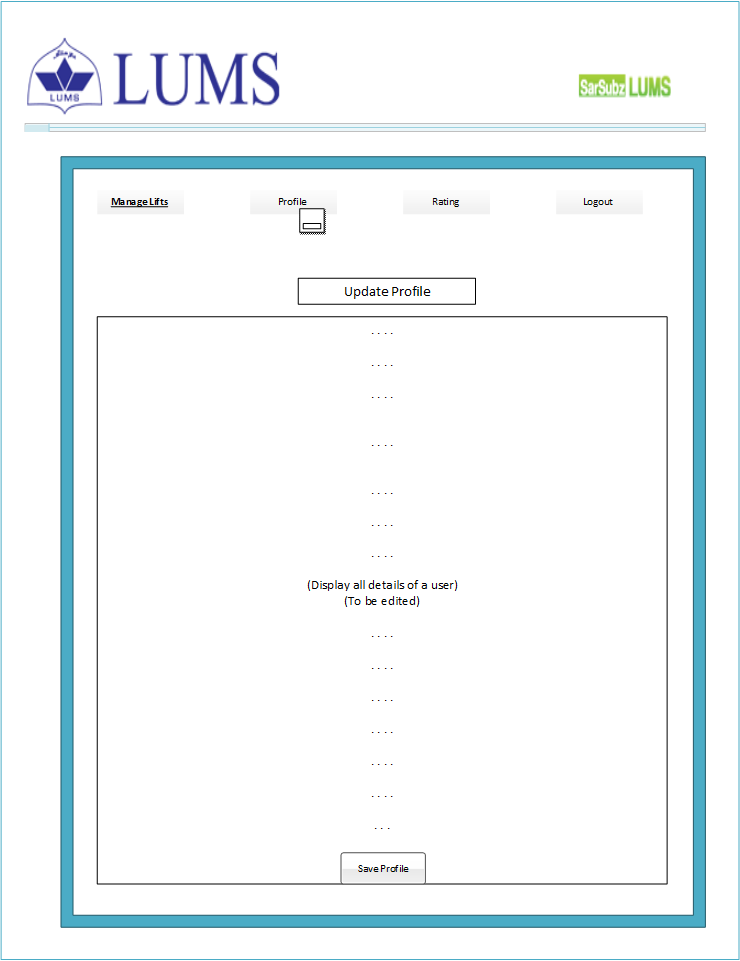 LUMS
LUMS
SarSubz LUMS
Manage Lifts
Profile
Rating
Logout
Update Profile
. . . .
. . . .
. . . .
. . . .
. . . .
. . . .
. . . .
(Display all details of a user)
(To be edited)
. . . .
. . . .
. . . .
. . . .
. . . .
. . . .
. . .
Save Profile